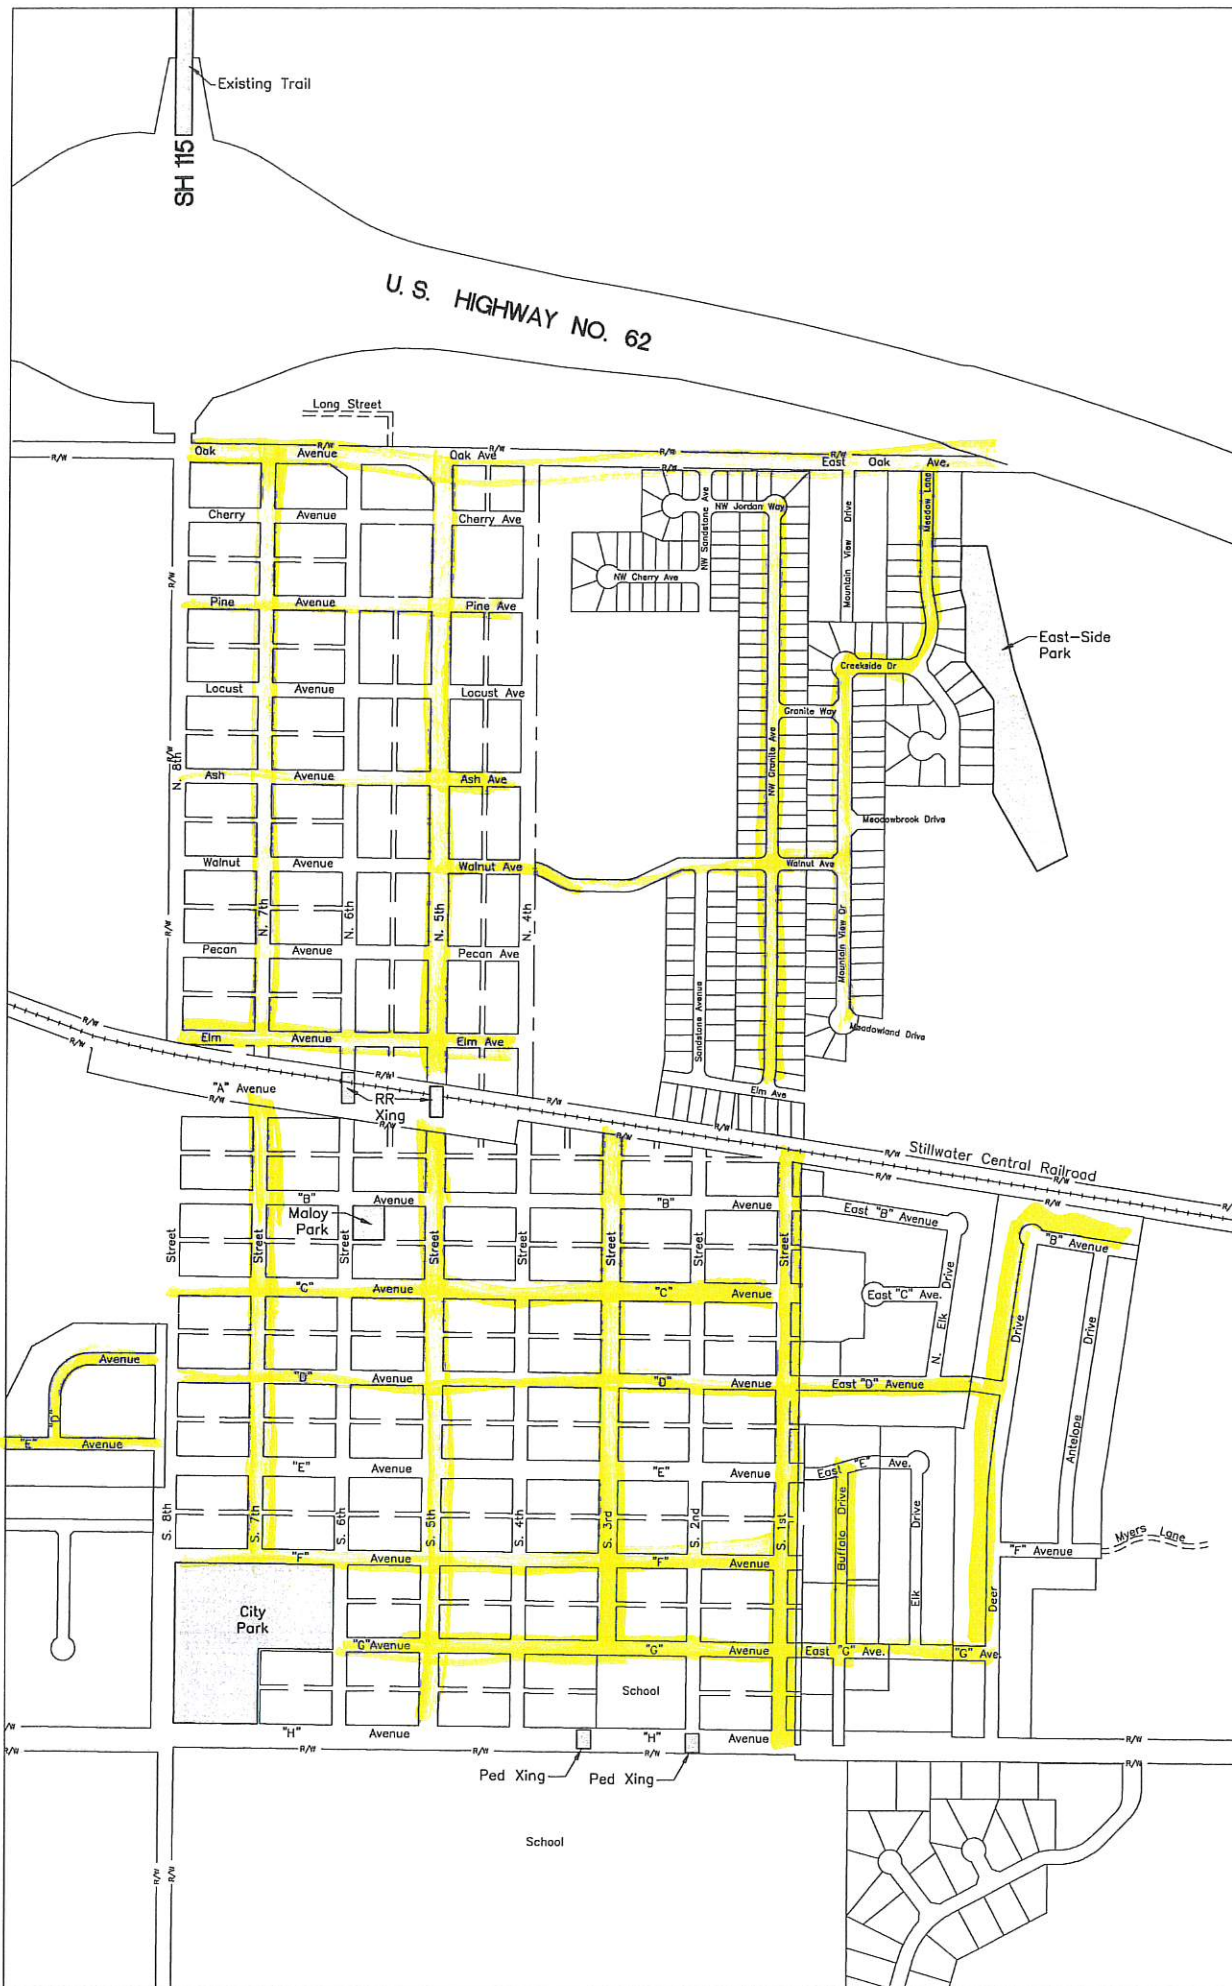 Existing Trail
SH 115
U. S. HIGHWAY NO. 62
Long Street
R/W
R/W
R/W
R/W
R/W
R/W
Oak Avenue Oak Ave East Oak Ave.
Cherry Avenue Cherry Ave
NW Jordan Way
NW Sandstone Ave
Mountain View Drive
Meadow Lane
NW Cherry Ave
R/W
Pine Avenue Pine Ave
East-Side
Park
Creekside Dr
Locust Avenue Locust Ave
Granite Way
NW Granite Ave
R/W
N. 8th
Ash Avenue Ash Ave
Meadowbrook Drive
Walnut Avenue Walnut Ave Walnut Ave
N. 7th
N. 6th
N. 5th
N. 4th
R/W
Mountain View Dr
Pecan Avenue Pecan Ave
Sandstone Avenue
Meadowland Drive
R/W
R/W
Elm Avenue Elm Ave
Elm Ave
"A" Avenue
R/W
R/W
RR
Xing
R/W
R/W
R/W
R/W
Stillwater Central Railroad
R/W
R/W
R/W
R/W
R/
"B" Avenue "B" Avenue
East "B" Avenue
"B" Avenue
Maloy
Park
Street Street Street Street Street Street Street Street
"C" Avenue "C" Avenue
East "C" Ave.
N. Elk Drive
Drive
Drive
Antelope
"D" Avenue "D" Avenue East "D" Avenue
Avenue
"D"
"E" Avenue
"E" Avenue "E" Avenue
East "E" Ave.
S. 8th
S. 7th
S. 6th
S. 5th
S. 4th
S. 3rd
S. 2nd
S. 1st
Buffalo Drive
Elk Drive
Deer
"F" Avenue "F" Avenue
"F" Avenue
Myers Lane
City
Park
"G" Avenue "G" Avenue East "G" Ave. "G" Ave.
School
"H" Avenue "H" Avenue
R/W
R/W
R/W
R/W
R/W
R/W
R/W
Ped Xing
Ped Xing
School
R/W
R/W